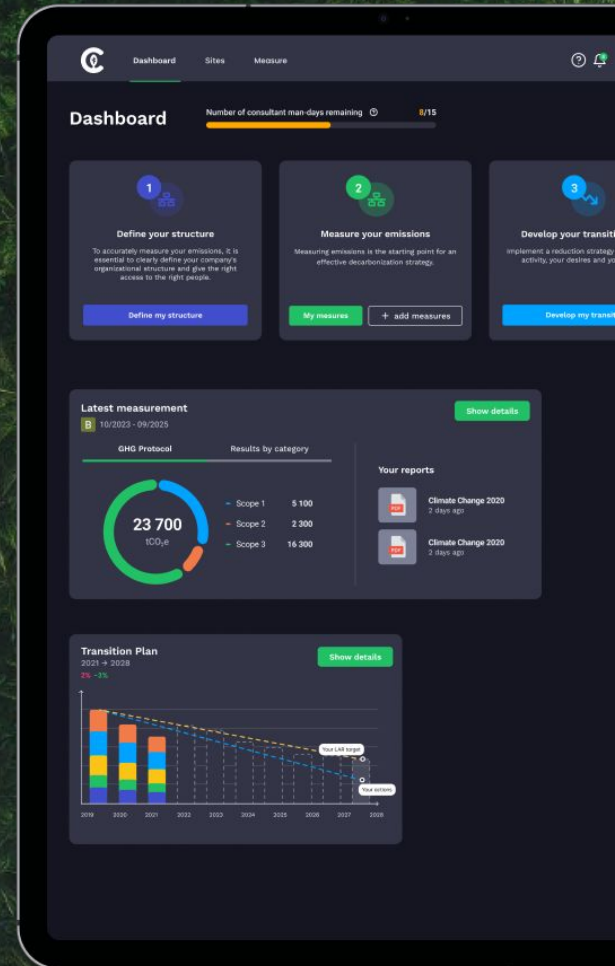 Dashboard Sites Measure
Dashboard
Number of consultant man-days remaining
8/15
1
Define your structure
To accurately measure your emissions, it is
essential to clearly define your company's
organizational structure and give the right
access to the right people.
Define my structure
2
Measure your emissions
Measuring emissions is the starting point for an
effective decarbonization strategy.
My mesures
+ add measures
3
Develop your transiti
Implement a reduction strategy
activity, your desires and yo
Develop my transit
Latest measurement
B 10/2023 - 09/2025
Show details
GHG Protocol Results by category
23 700
tCO₂e
Scope 1 5 100
Scope 2 2 300
Scope 3 16 300
Your reports
PDF
Climate Change 2020
2 days ago
PDF
Climate Change 2020
2 days ago
Transition Plan
2021 → 2028
2% -3%
Show details
Your LAR target
Your actions
2019 2020 2021 2022 2023 2024 2025 2026 2027 2028